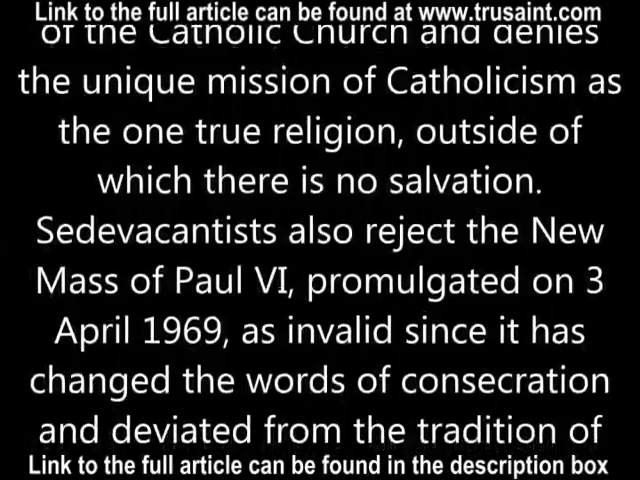 Link to the full article can be found at www.trusaint.com
of the Catholic Church and denies
the unique mission of Catholicism as
the one true religion, outside of
which there is no salvation.
Sedevacantists also reject the New
Mass of Paul VI, promulgated on 3
April 1969, as invalid since it has
changed the words of consecration
and deviated from the tradition of
Link to the full article can be found in the description box